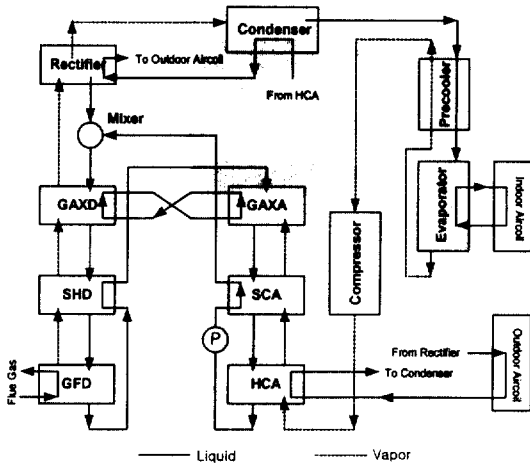 Condenser
Rectifier
To Outdoor Aircoil
From HCA
Mixer
Precooler
GAXD
GAXA
Evaporator
Indoor Aircoil
Compressor
SHD
SCA
P
From Rectifier
To Condenser
Outdoor Aircoil
Flue Gas
GFD
HCA
Liquid
Vapor